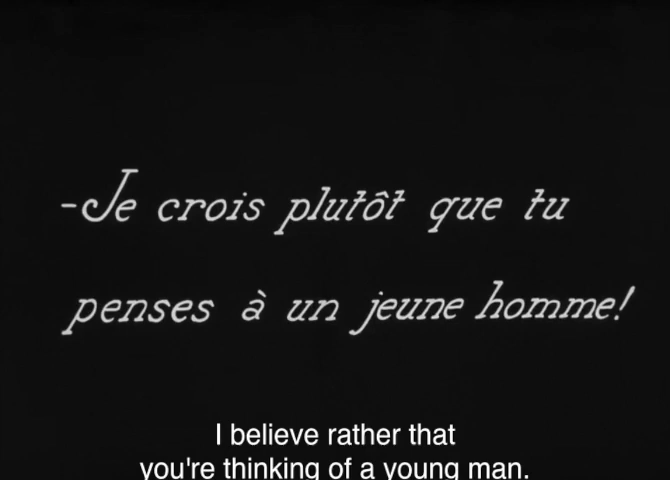 -Je crois plutôt que tu
penses à un jeune homme!
I believe rather that
you're thinking of a young man.